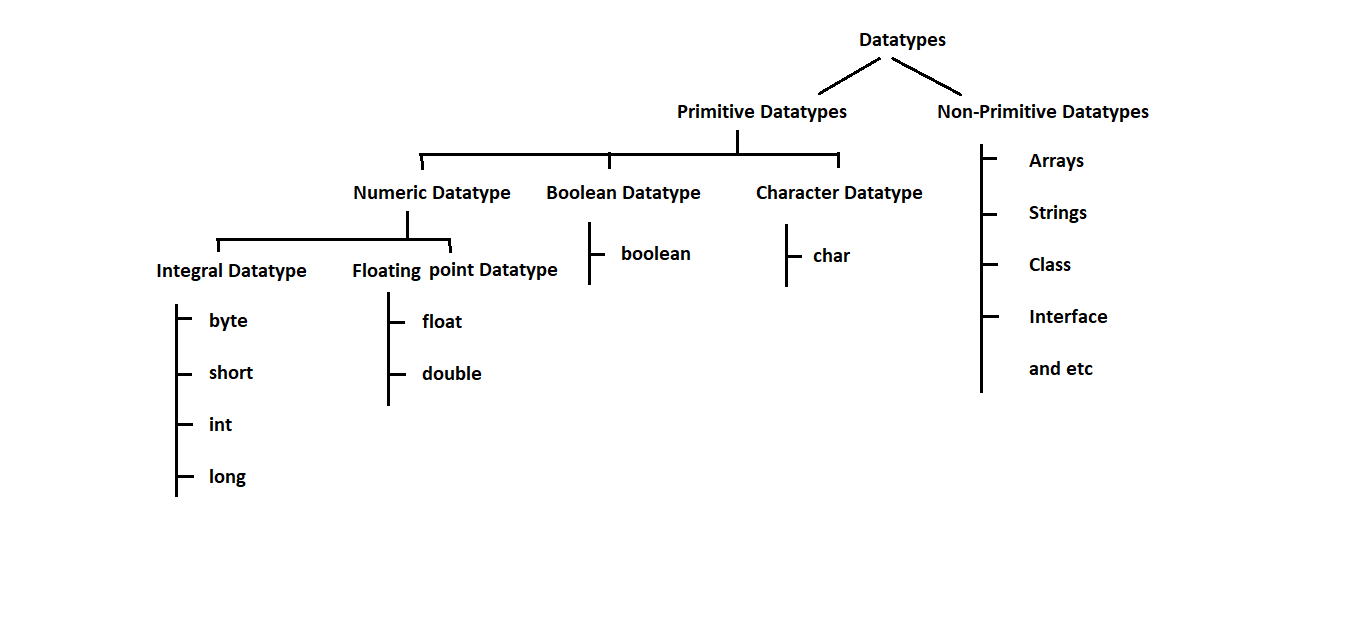 Datatypes
Primitive Datatypes
Non-Primitive Datatypes
Numeric Datatype
Boolean Datatype
Character Datatype
Integral Datatype
Floating point Datatype
byte
short
int
long
float
double
boolean
char
Arrays
Strings
Class
Interface
and etc